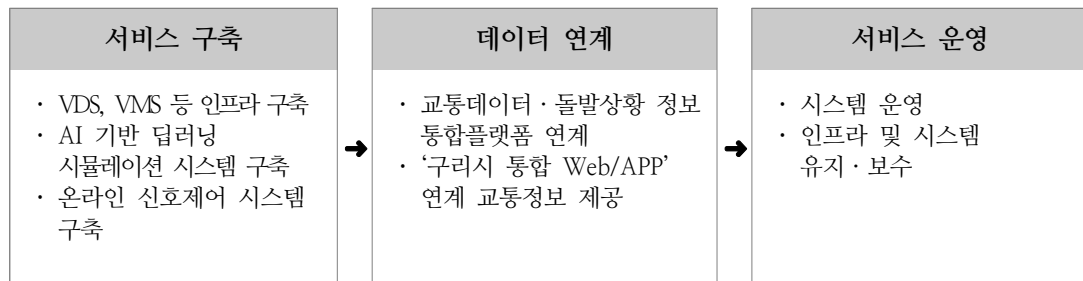 서비스 구축
· VDS, VMS 등 인프라 구축
· AI 기반 딥러닝
시뮬레이션 시스템 구축
· 온라인 신호제어 시스템
구축
➜
데이터 연계
· 교통데이터·돌발상황 정보
통합플랫폼 연계
· ‘구리시 통합 Web/APP’
연계 교통정보 제공
➜
서비스 운영
· 시스템 운영
· 인프라 및 시스템
유지·보수